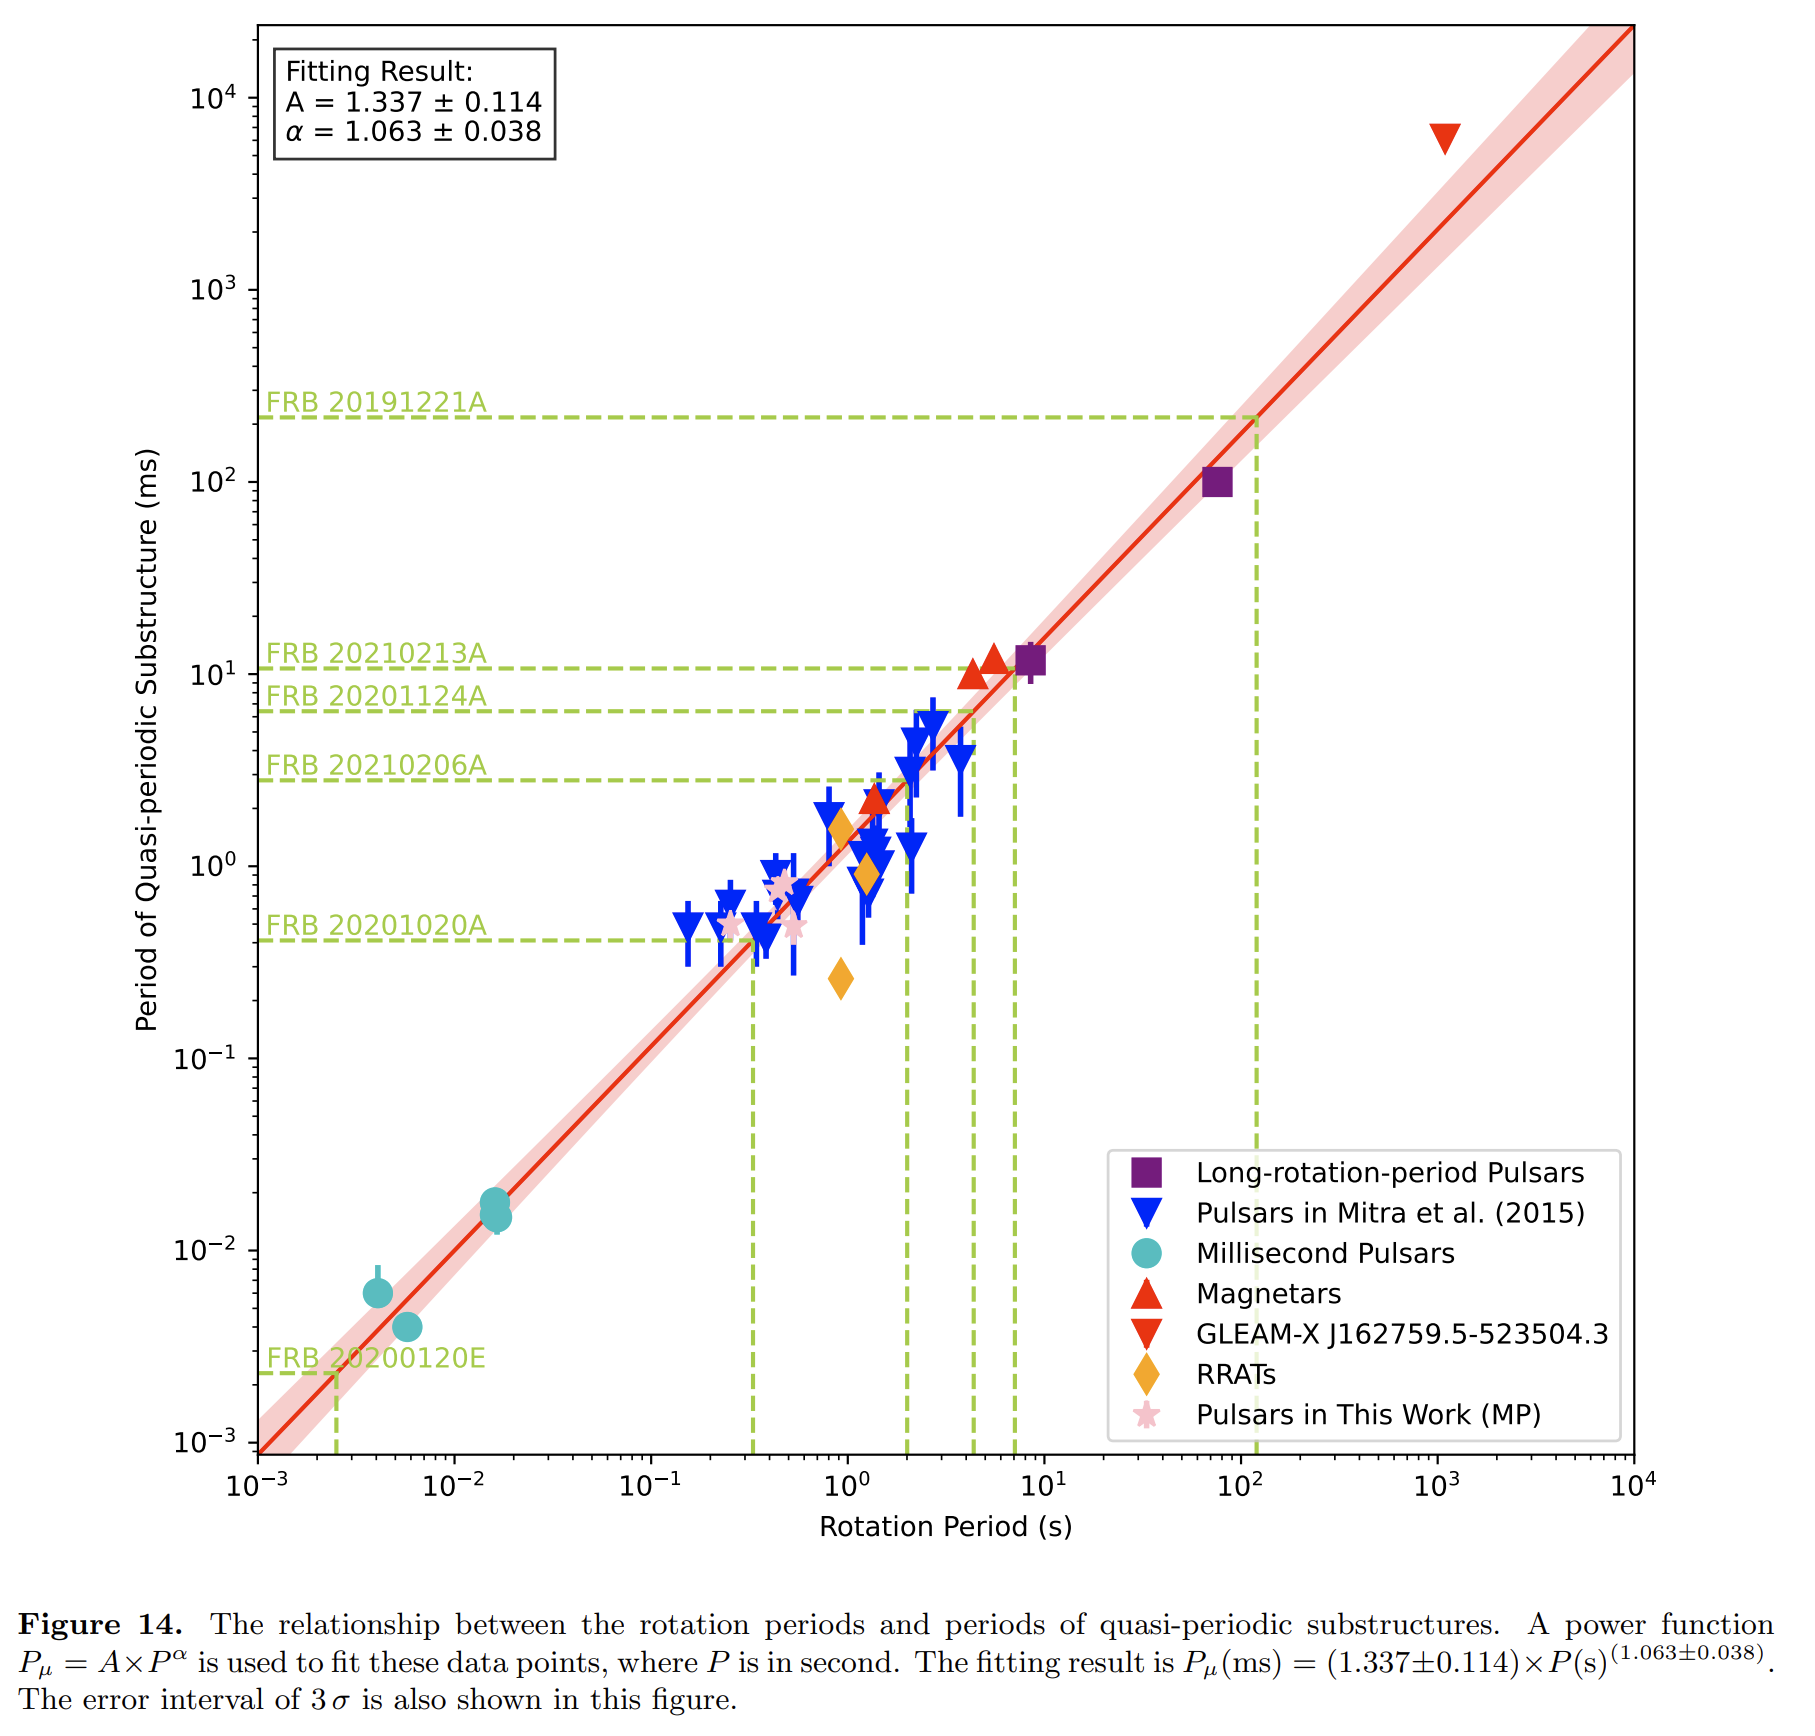 Fitting Result:
A = 1.337 ± 0.114
α = 1.063 ± 0.038
10⁴
10³
10²
10¹
10⁰
10⁻¹
10⁻²
10⁻³
Period of Quasi-periodic Substructure (ms)
FRB 20191221A
FRB 20210213A
FRB 20201124A
FRB 20210206A
FRB 20201020A
FRB 20200120E
Long-rotation-period Pulsars
Pulsars in Mitra et al. (2015)
Millisecond Pulsars
Magnetars
GLEAM-X J162759.5-523504.3
RRATs
Pulsars in This Work (MP)
10⁻³ 10⁻² 10⁻¹ 10⁰ 10¹ 10² 10³ 10⁴
Rotation Period (s)
Figure 14. The relationship between the rotation periods and periods of quasi-periodic substructures. A power function
Pμ = A×Pᵅ is used to fit these data points, where P is in second. The fitting result is Pμ(ms) = (1.337±0.114)×P(s)⁽¹·⁰⁶³±⁰·⁰³⁸⁾.
The error interval of 3 σ is also shown in this figure.